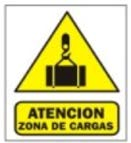 ATENCION
ZONA DE CARGAS